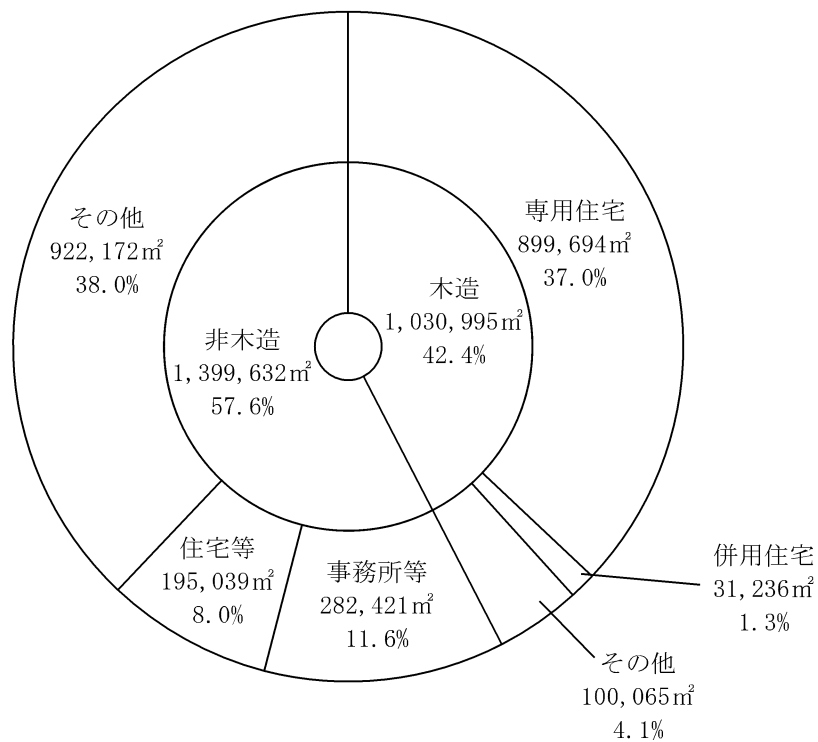 その他
922,172㎡
38.0%
専用住宅
899,694㎡
37.0%
木造
1,030,995㎡
42.4%
非木造
1,399,632㎡
57.6%
住宅等
195,039㎡
8.0%
事務所等
282,421㎡
11.6%
併用住宅
31,236㎡
1.3%
その他
100,065㎡
4.1%